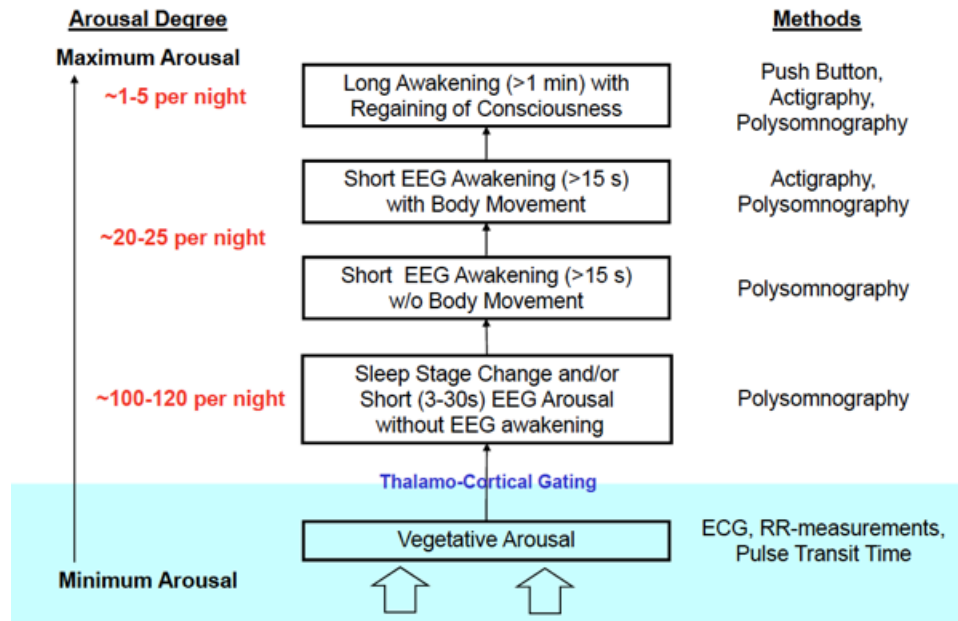 Arousal Degree
Methods
Maximum Arousal
~1-5 per night
Long Awakening (>1 min) with
Regaining of Consciousness
Push Button,
Actigraphy,
Polysomnography
Short EEG Awakening (>15 s)
with Body Movement
Actigraphy,
Polysomnography
~20-25 per night
Short EEG Awakening (>15 s)
w/o Body Movement
Polysomnography
~100-120 per night
Sleep Stage Change and/or
Short (3-30s) EEG Arousal
without EEG awakening
Polysomnography
Thalamo-Cortical Gating
Vegetative Arousal
ECG, RR-measurements,
Pulse Transit Time
Minimum Arousal